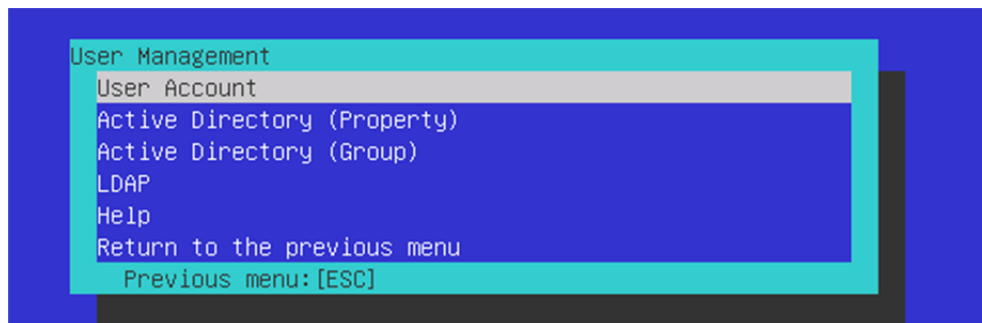 User Management
User Account
Active Directory (Property)
Active Directory (Group)
LDAP
Help
Return to the previous menu
Previous menu:[ESC]